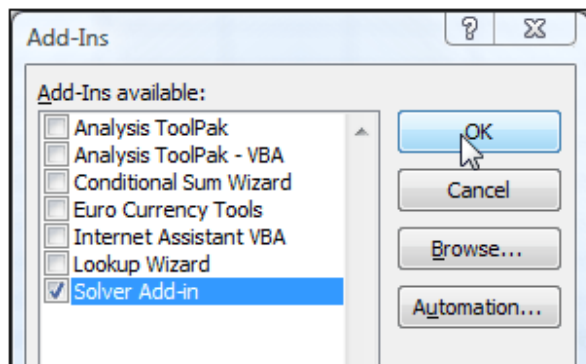 Add-Ins
Add-Ins available:
Analysis ToolPak
Analysis ToolPak - VBA
Conditional Sum Wizard
Euro Currency Tools
Internet Assistant VBA
Lookup Wizard
Solver Add-in
OK
Cancel
Browse...
Automation...